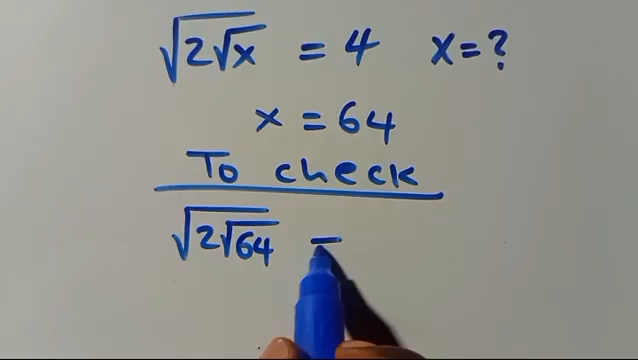 √(2√x) = 4 x=?
x = 64
To check
√(2√64) =